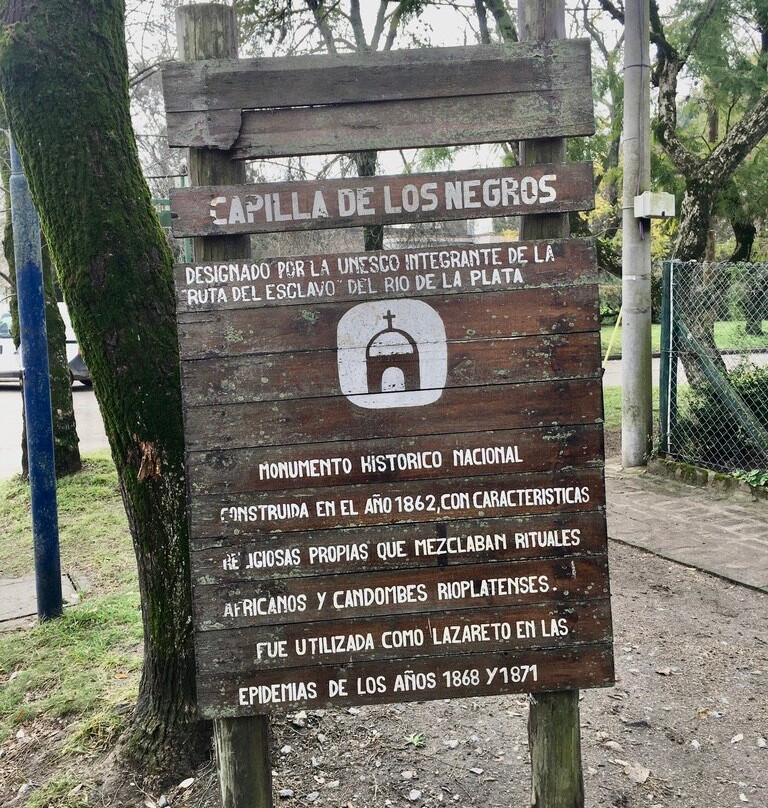 CAPILLA DE LOS NEGROS
DESIGNADO POR LA UNESCO INTEGRANTE DE LA
"RUTA DEL ESCLAVO" DEL RIO DE LA PLATA
MONUMENTO HISTORICO NACIONAL
CONSTRUIDA EN EL AÑO 1862, CON CARACTERISTICAS
RELIGIOSAS PROPIAS QUE MEZCLABAN RITUALES
AFRICANOS Y CANDOMBES RIOPLATENSES.
FUE UTILIZADA COMO LAZARETO EN LAS
EPIDEMIAS DE LOS AÑOS 1868 Y 1871